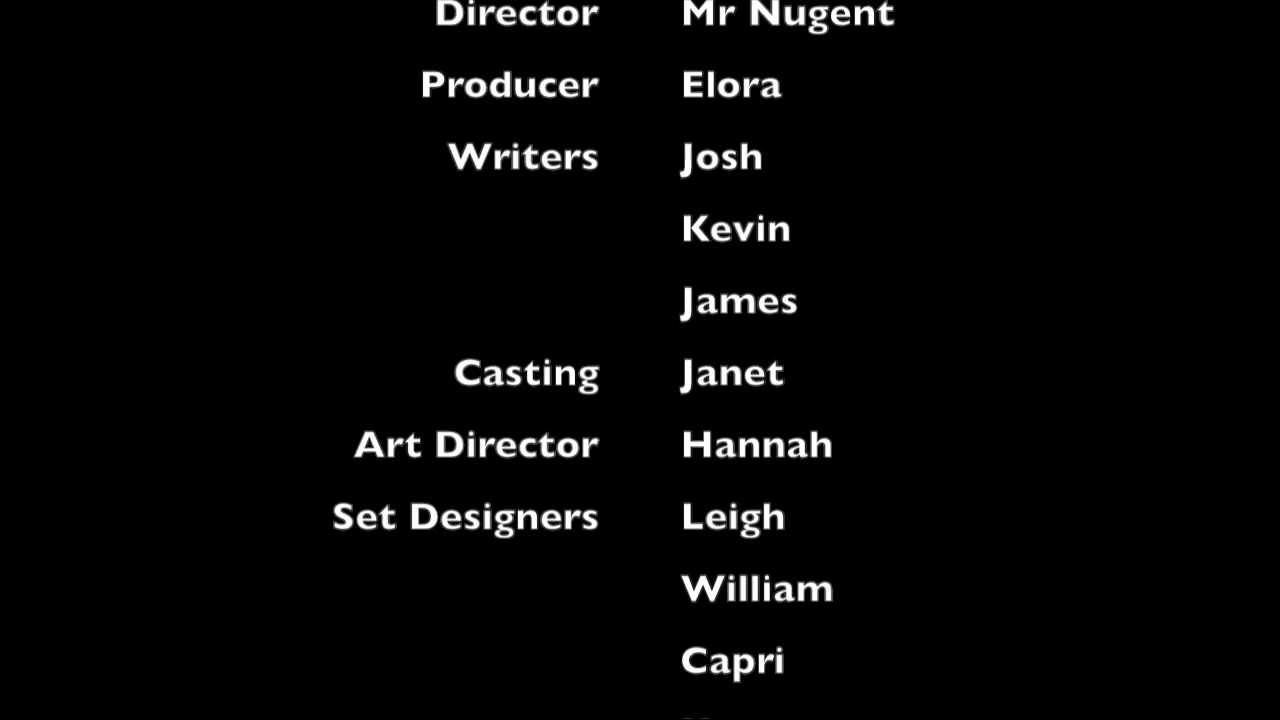 Director Mr Nugent
Producer Elora
Writers Josh
Kevin
James
Casting Janet
Art Director Hannah
Set Designers Leigh
William
Capri